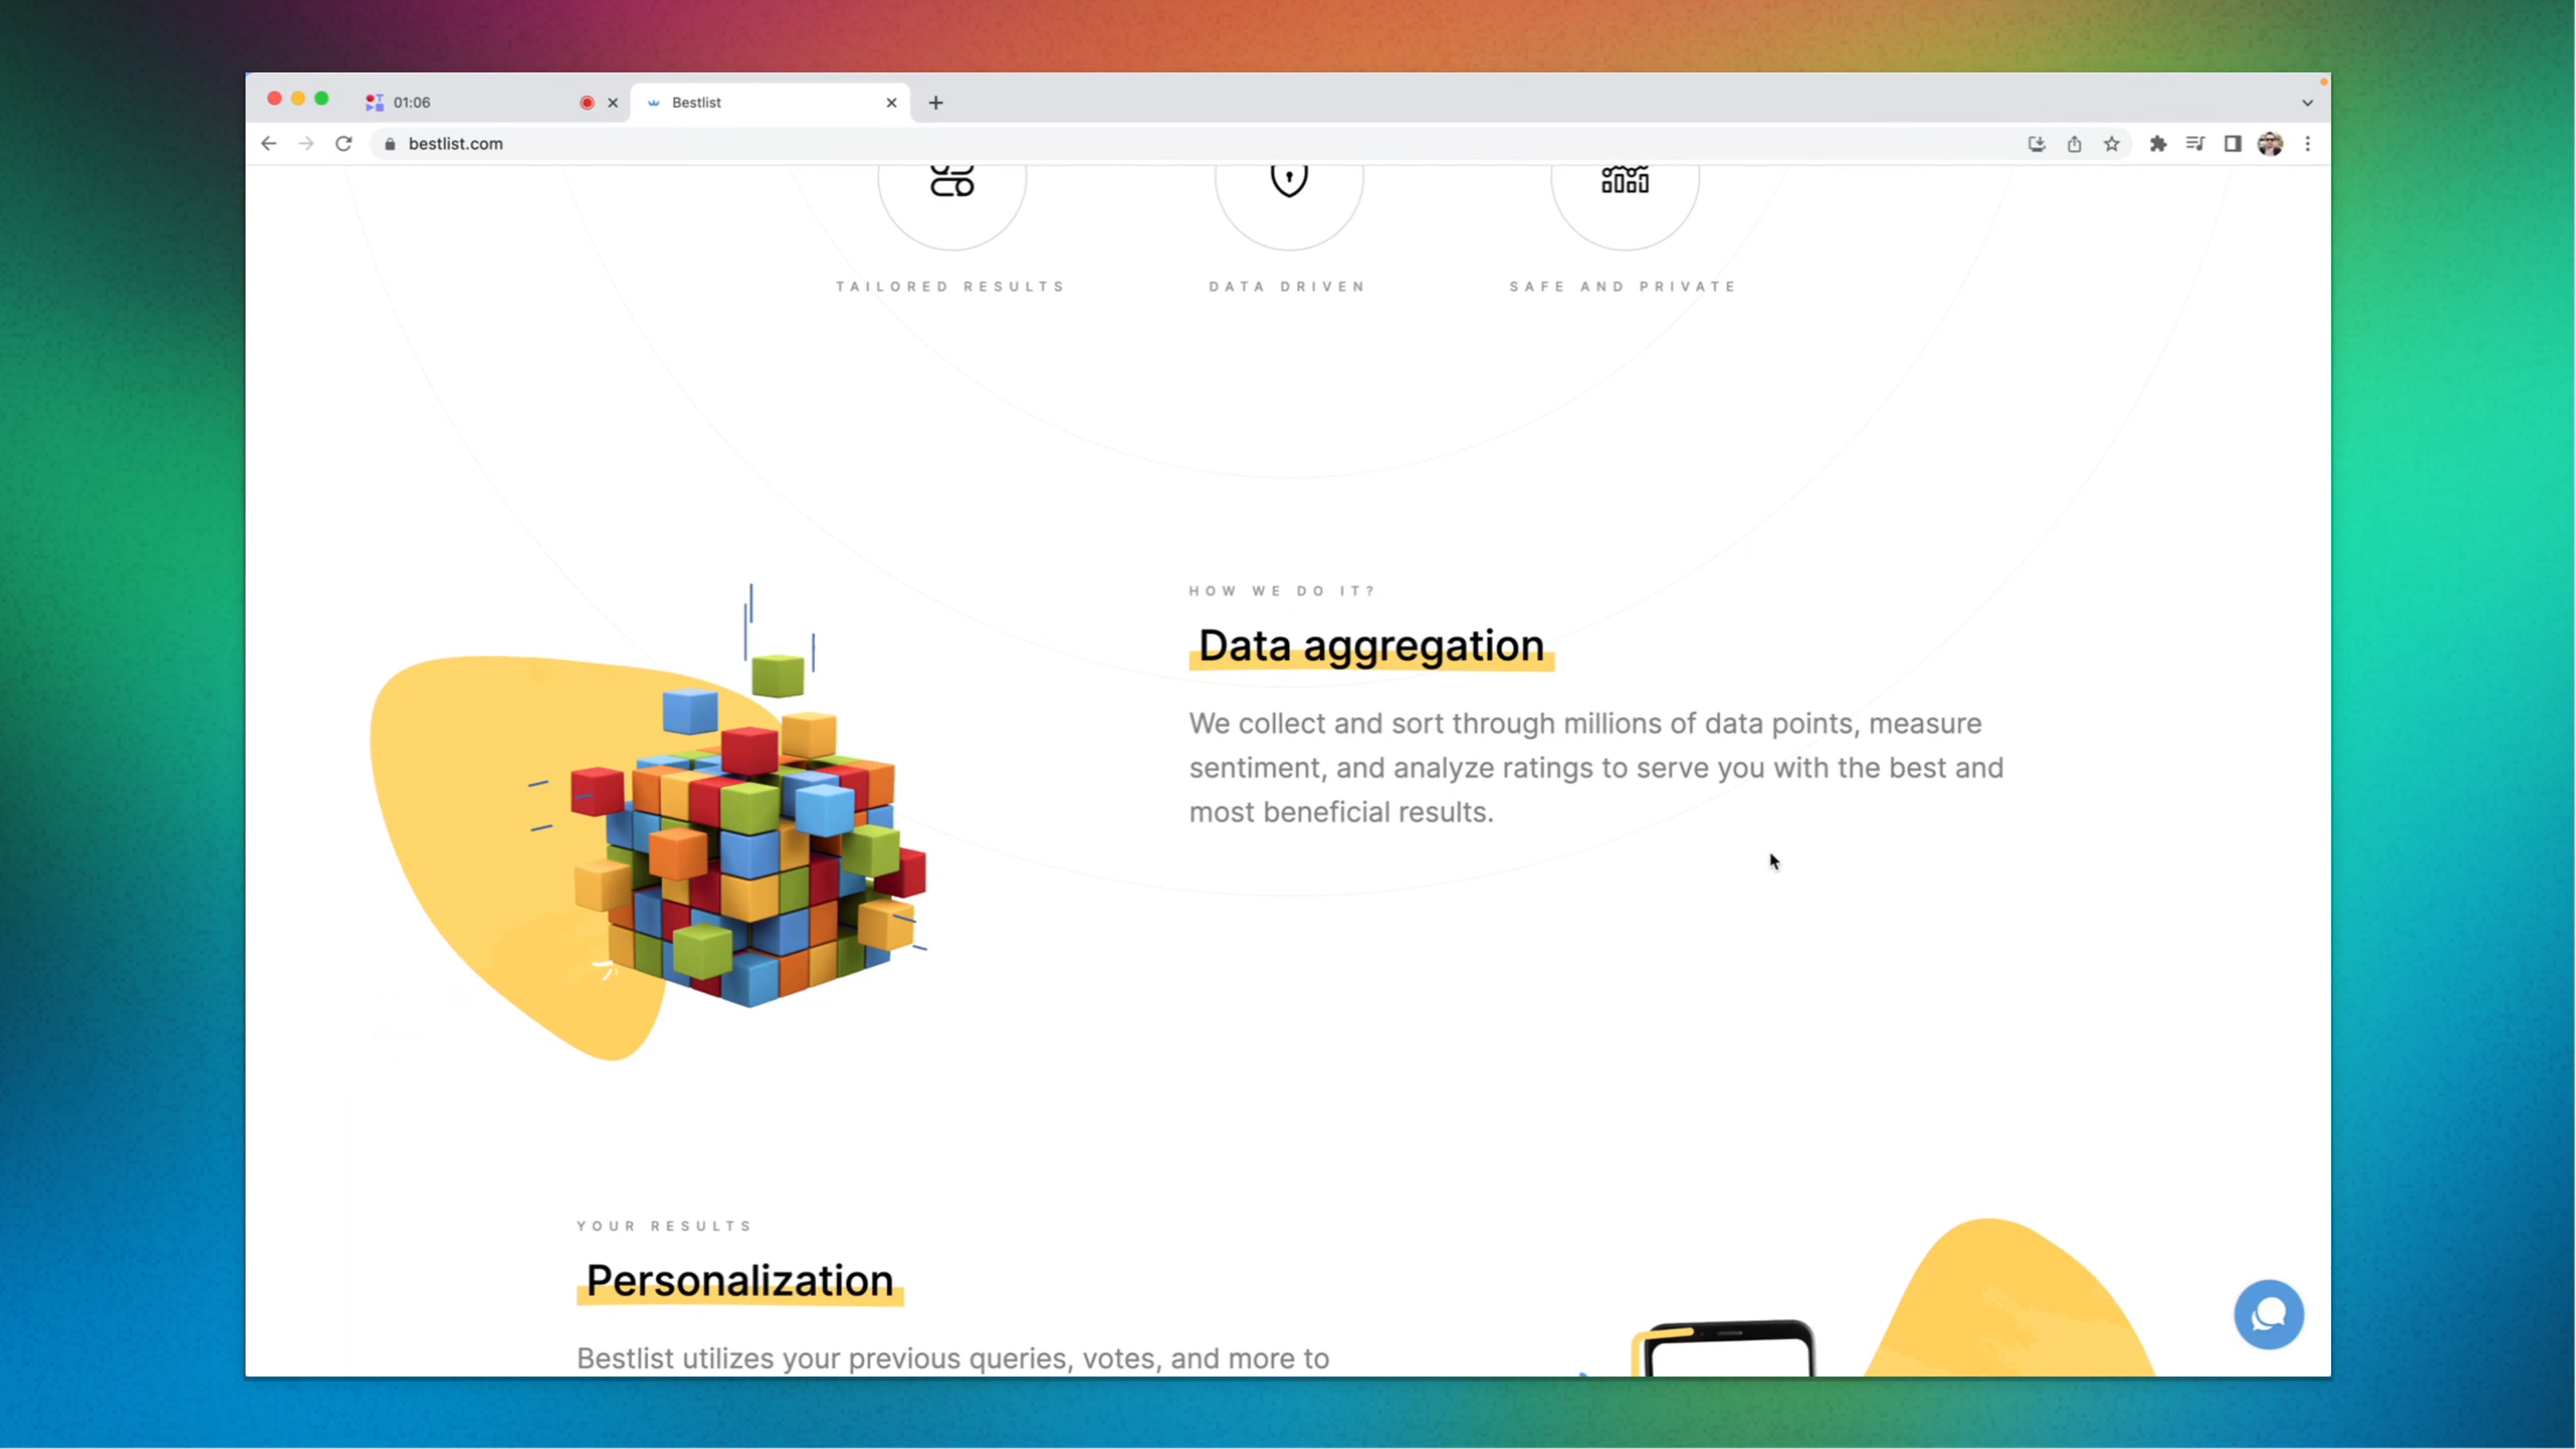 01:06
Bestlist
bestlist.com
TAILORED RESULTS
DATA DRIVEN
SAFE AND PRIVATE
HOW WE DO IT?
Data aggregation
We collect and sort through millions of data points, measure
sentiment, and analyze ratings to serve you with the best and
most beneficial results.
YOUR RESULTS
Personalization
Bestlist utilizes your previous queries, votes, and more to